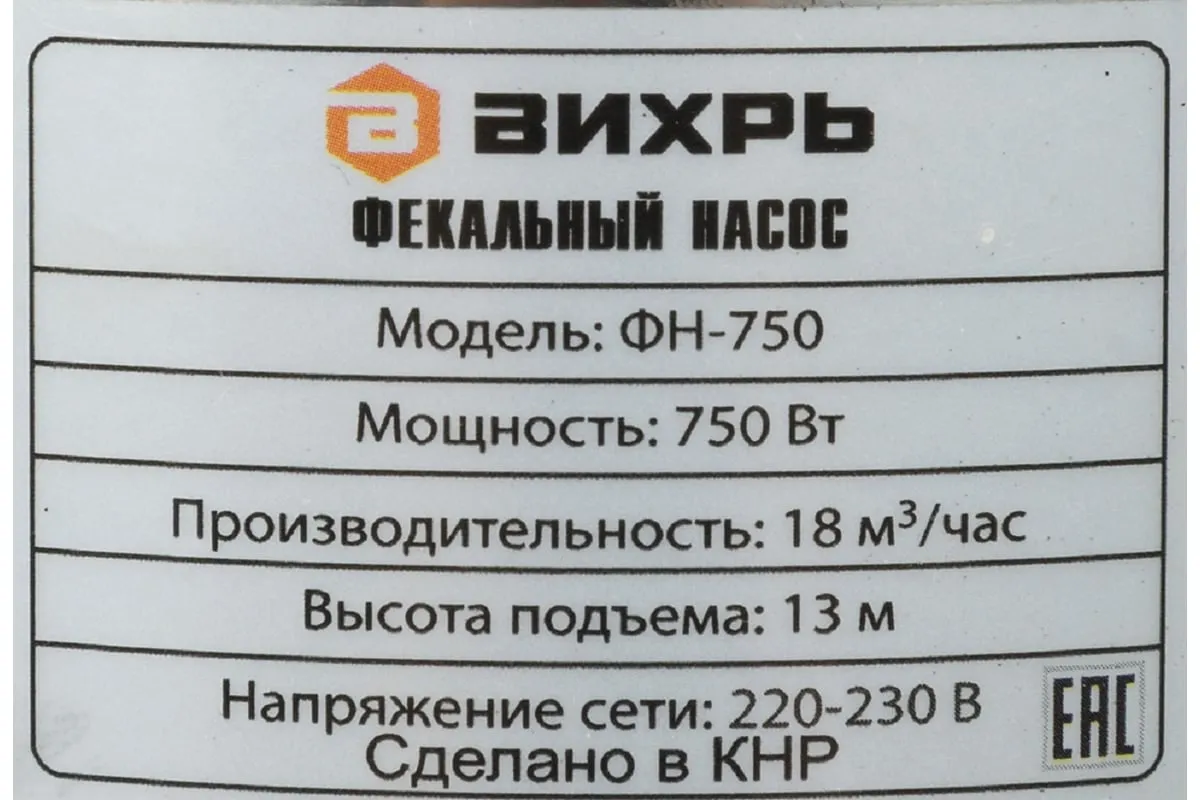 ВИХРЬ
ФЕКАЛЬНЫЙ НАСОС
Модель: ФН-750
Мощность: 750 Вт
Производительность: 18 м³/час
Высота подъема: 13 м
Напряжение сети: 220-230 В
Сделано в КНР
EAC